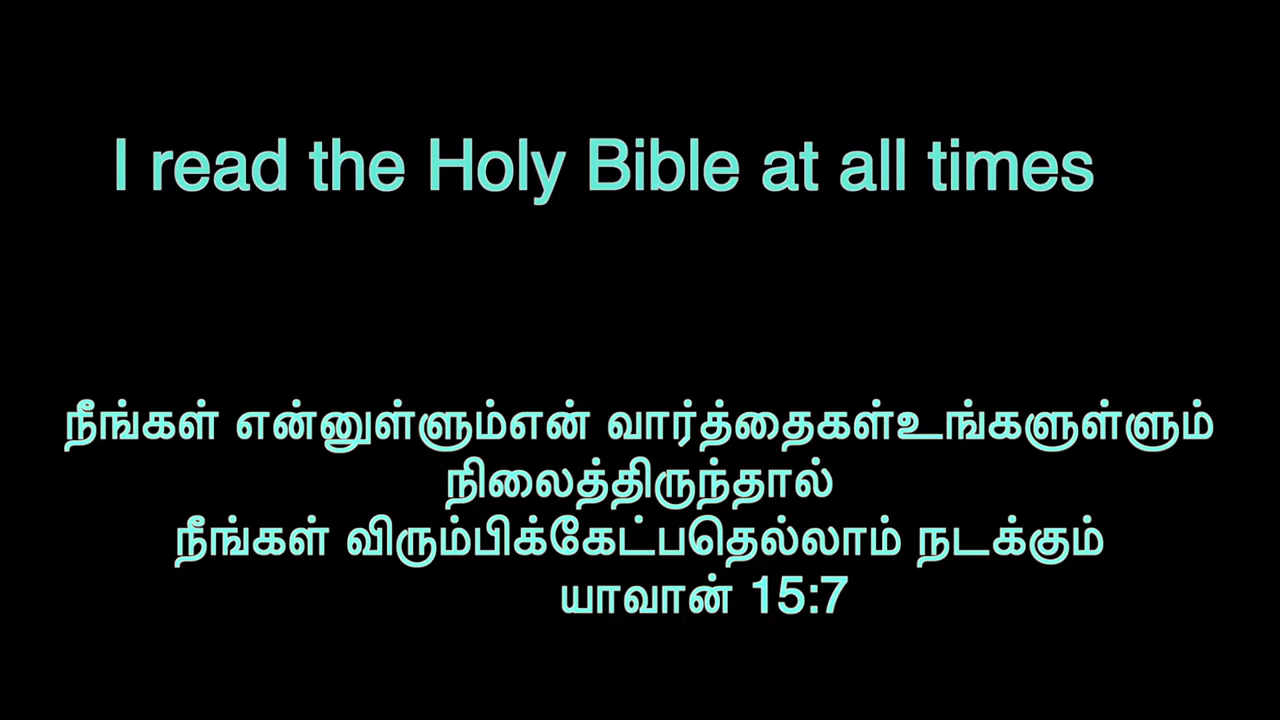 I read the Holy Bible at all times
நீங்கள் என்னுள்ளும்என் வார்த்தைகள்உங்களுள்ளும்
நிலைத்திருந்தால்
நீங்கள் விரும்பிக்கேட்பதெல்லாம் நடக்கும்
யாவான் 15:7